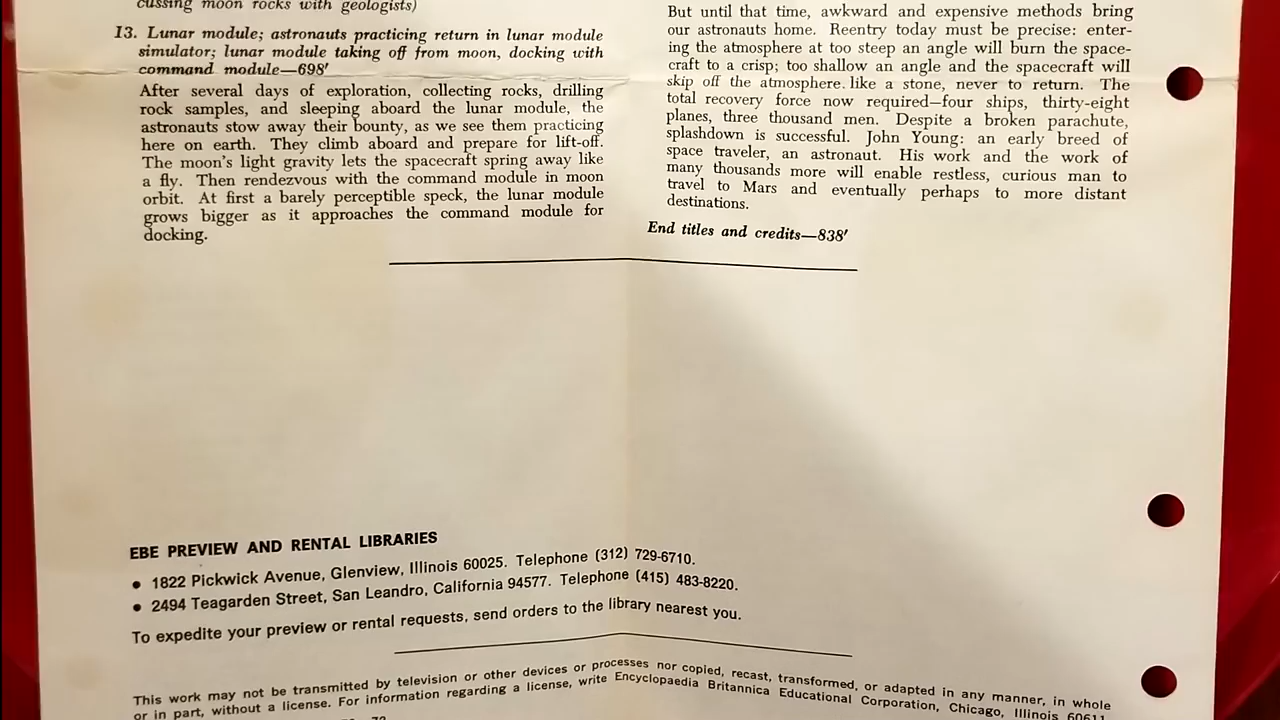 cussing moon rocks with geologists)
13. Lunar module; astronauts practicing return in lunar module
simulator; lunar module taking off from moon, docking with
command module—698'
After several days of exploration, collecting rocks, drilling
rock samples, and sleeping aboard the lunar module, the
astronauts stow away their bounty, as we see them practicing
here on earth. They climb aboard and prepare for lift-off.
The moon's light gravity lets the spacecraft spring away like
a fly. Then rendezvous with the command module in moon
orbit. At first a barely perceptible speck, the lunar module
grows bigger as it approaches the command module for
docking.
But until that time, awkward and expensive methods bring
our astronauts home. Reentry today must be precise: enter-
ing the atmosphere at too steep an angle will burn the space-
craft to a crisp; too shallow an angle and the spacecraft will
skip off the atmosphere like a stone, never to return. The
total recovery force now required—four ships, thirty-eight
planes, three thousand men. Despite a broken parachute,
splashdown is successful. John Young: an early breed of
space traveler, an astronaut. His work and the work of
many thousands more will enable restless, curious man to
travel to Mars and eventually perhaps to more distant
destinations.
End titles and credits—838'
EBE PREVIEW AND RENTAL LIBRARIES
• 1822 Pickwick Avenue, Glenview, Illinois 60025. Telephone (312) 729-6710.
• 2494 Teagarden Street, San Leandro, California 94577. Telephone (415) 483-8220.
To expedite your preview or rental requests, send orders to the library nearest you.
This work may not be transmitted by television or other devices or processes nor copied, recast, transformed, or adapted in any manner, in whole
or in part, without a license. For information regarding a license, write Encyclopaedia Britannica Educational Corporation, Chicago, Illinois 60611